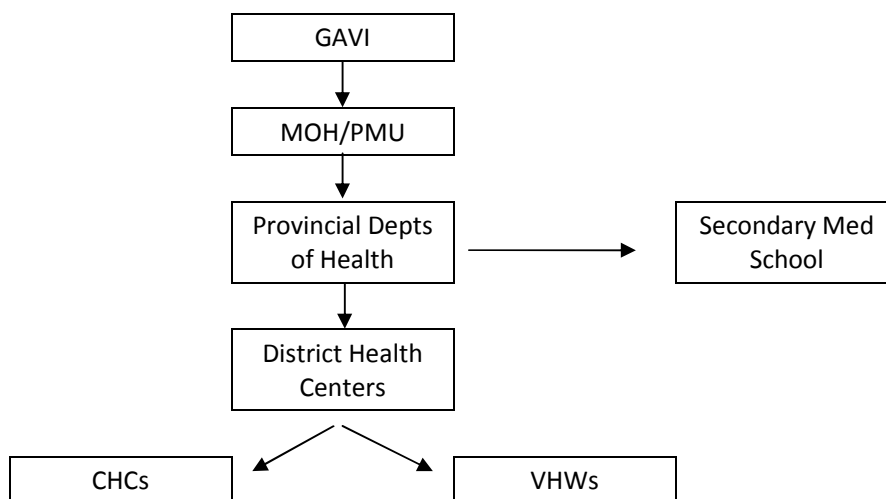 GAVI
MOH/PMU
Provincial Depts
of Health
Secondary Med
School
District Health
Centers
CHCs
VHWs